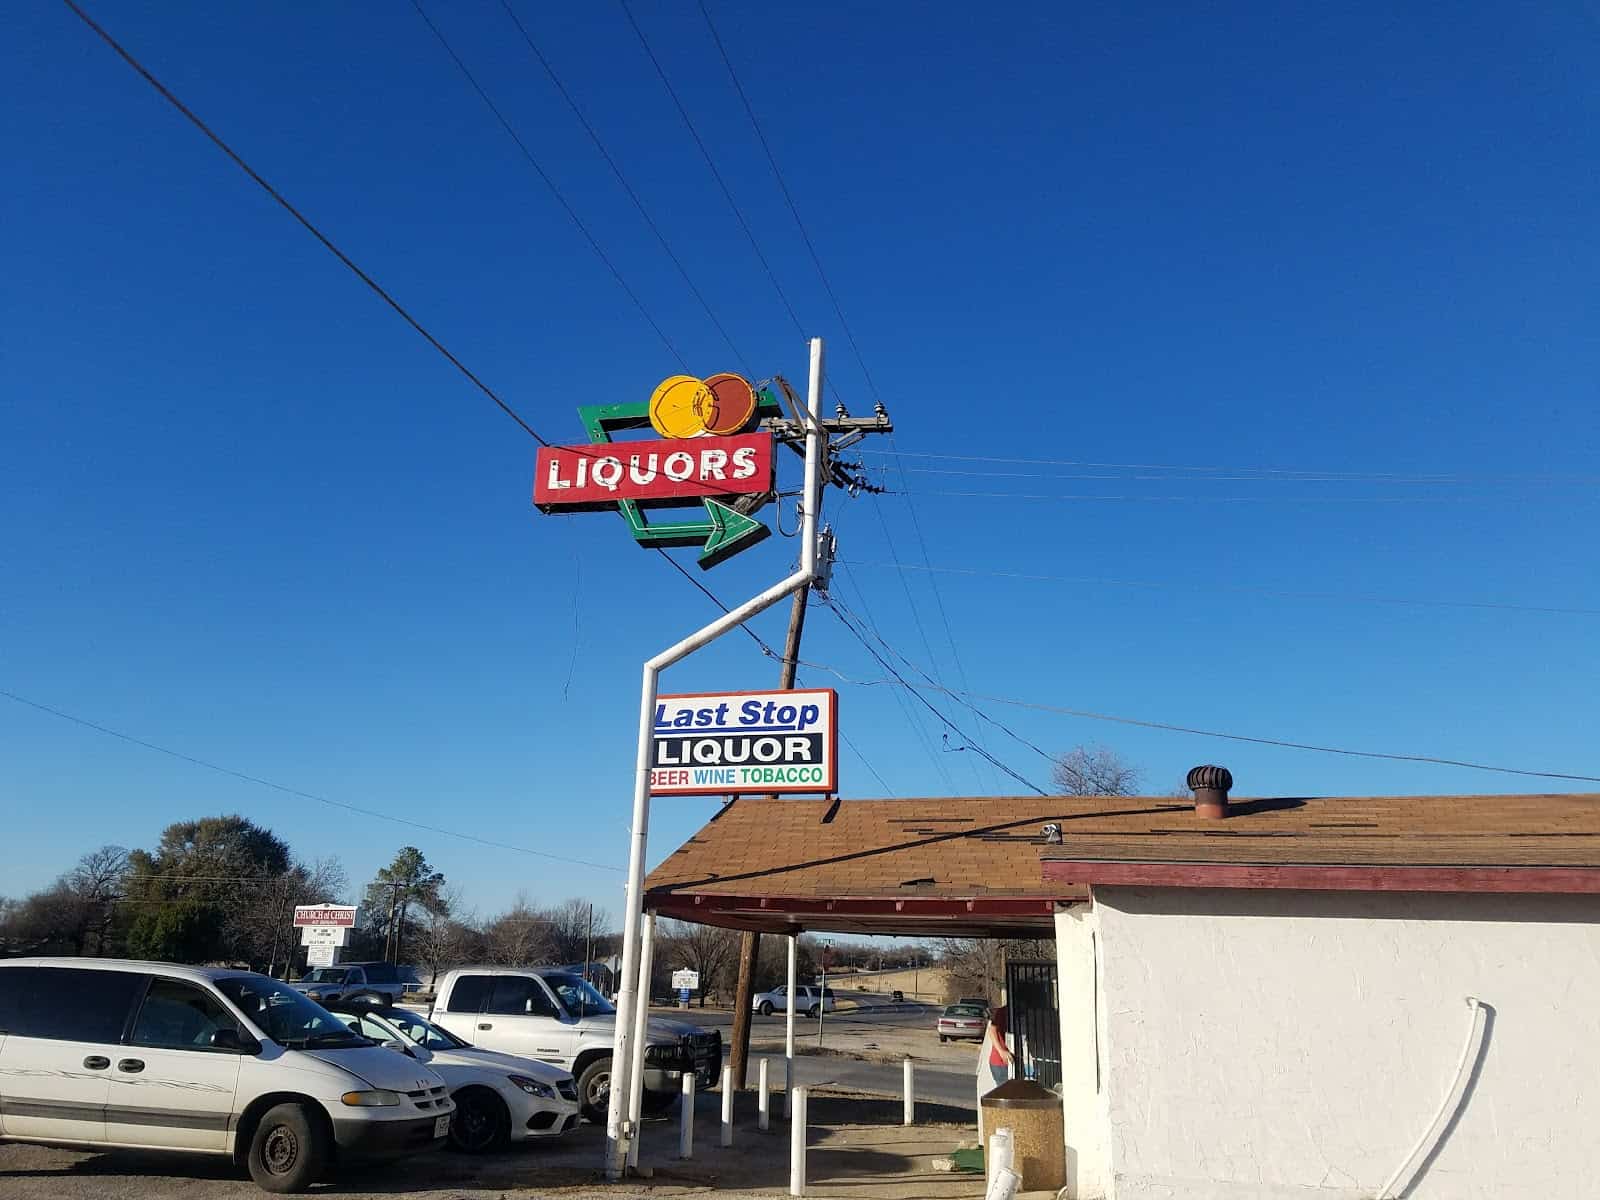 LIQUORS
Last Stop
LIQUOR
BEER WINE TOBACCO
CHURCH of CHRIST